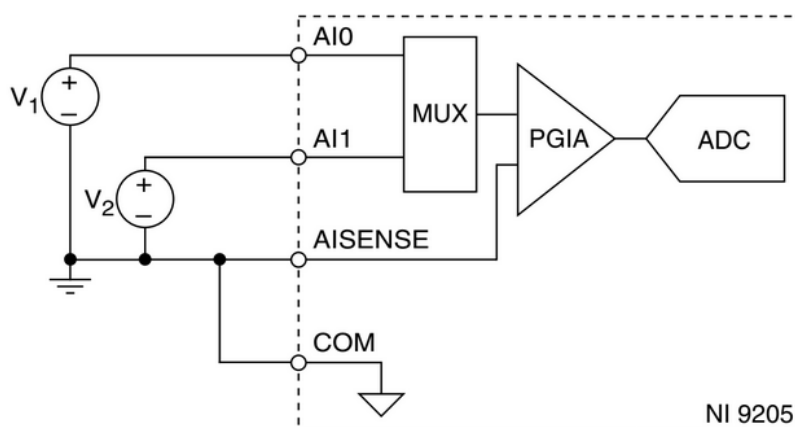 AI0
+
V1
−
MUX
PGIA
ADC
AI1
+
V2
−
AISENSE
COM
NI 9205